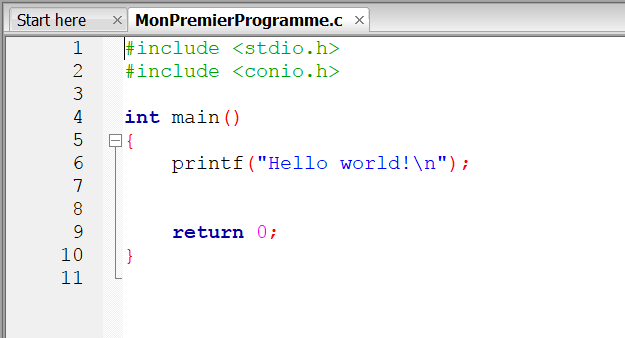 Start here × MonPremierProgramme.c ×
1 #include <stdio.h>
2 #include <conio.h>
3
4 int main()
5 {
6 printf("Hello world!\n");
7
8
9 return 0;
10 }
11